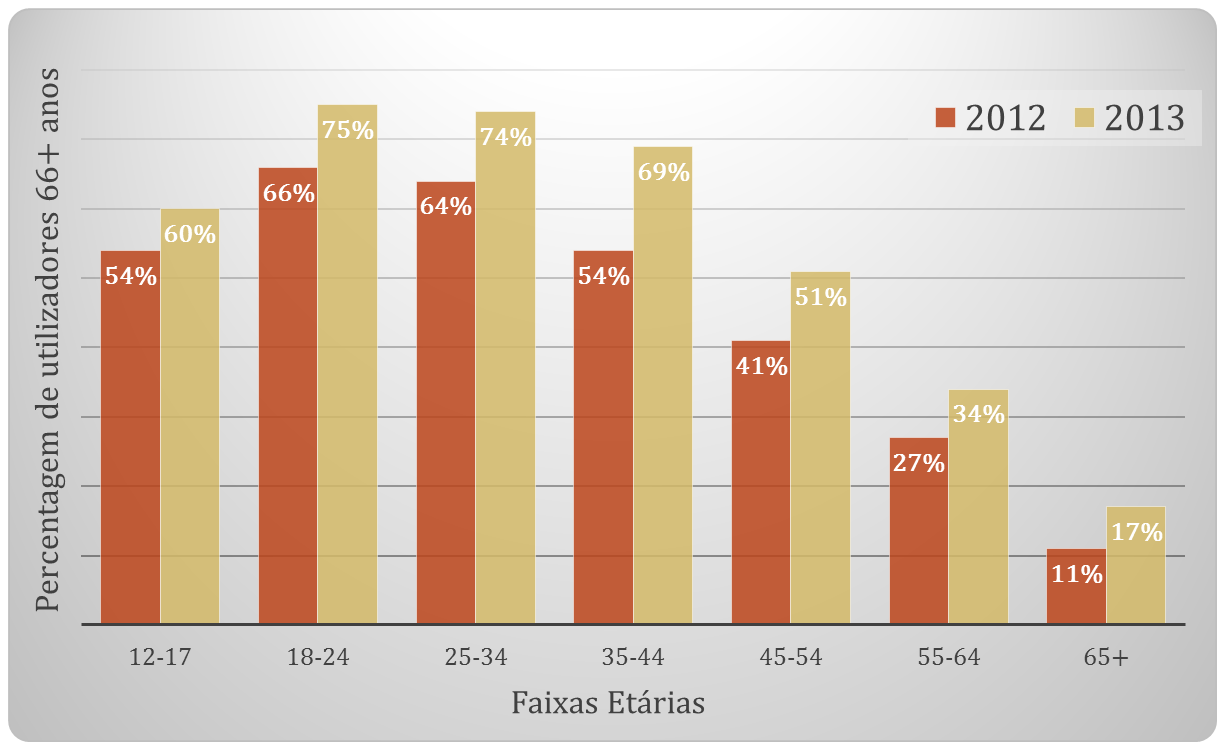 Percentagem de utilizadores 66+ anos
2012 2013
54% 60%
66% 75%
64% 74%
54% 69%
41% 51%
27% 34%
11% 17%
12-17 18-24 25-34 35-44 45-54 55-64 65+
Faixas Etárias